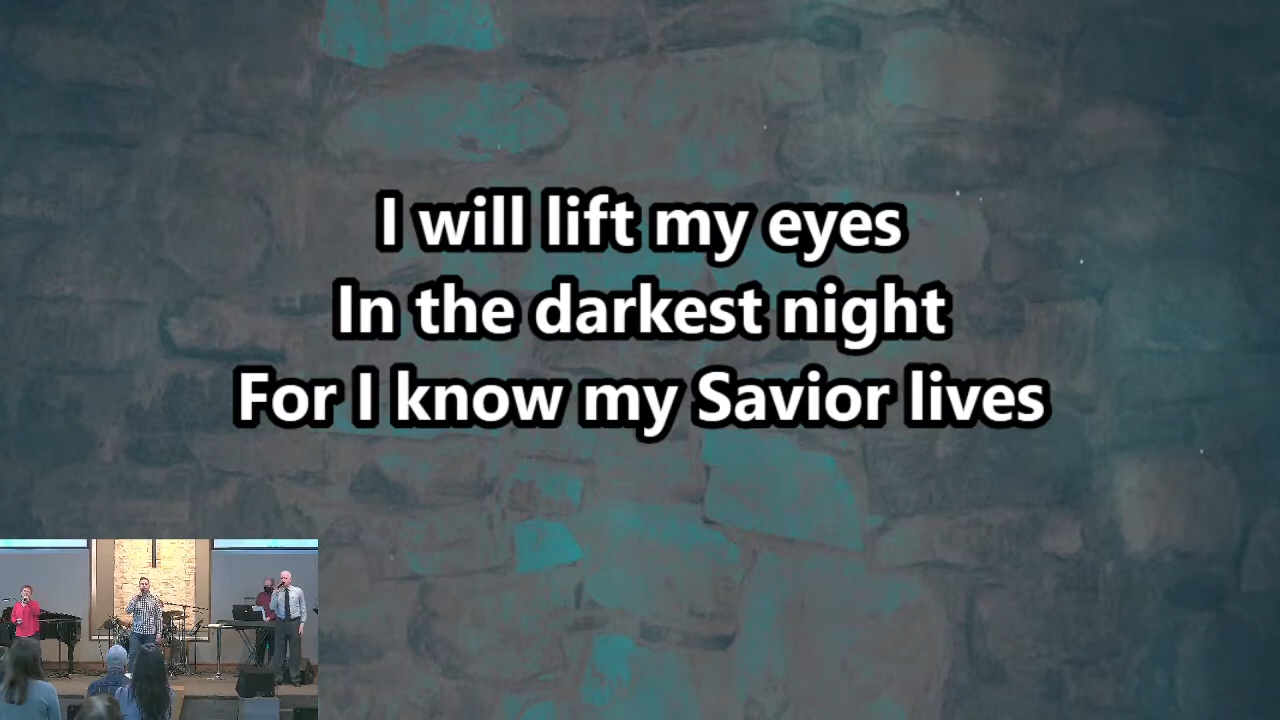 I will lift my eyes
In the darkest night
For I know my Savior lives